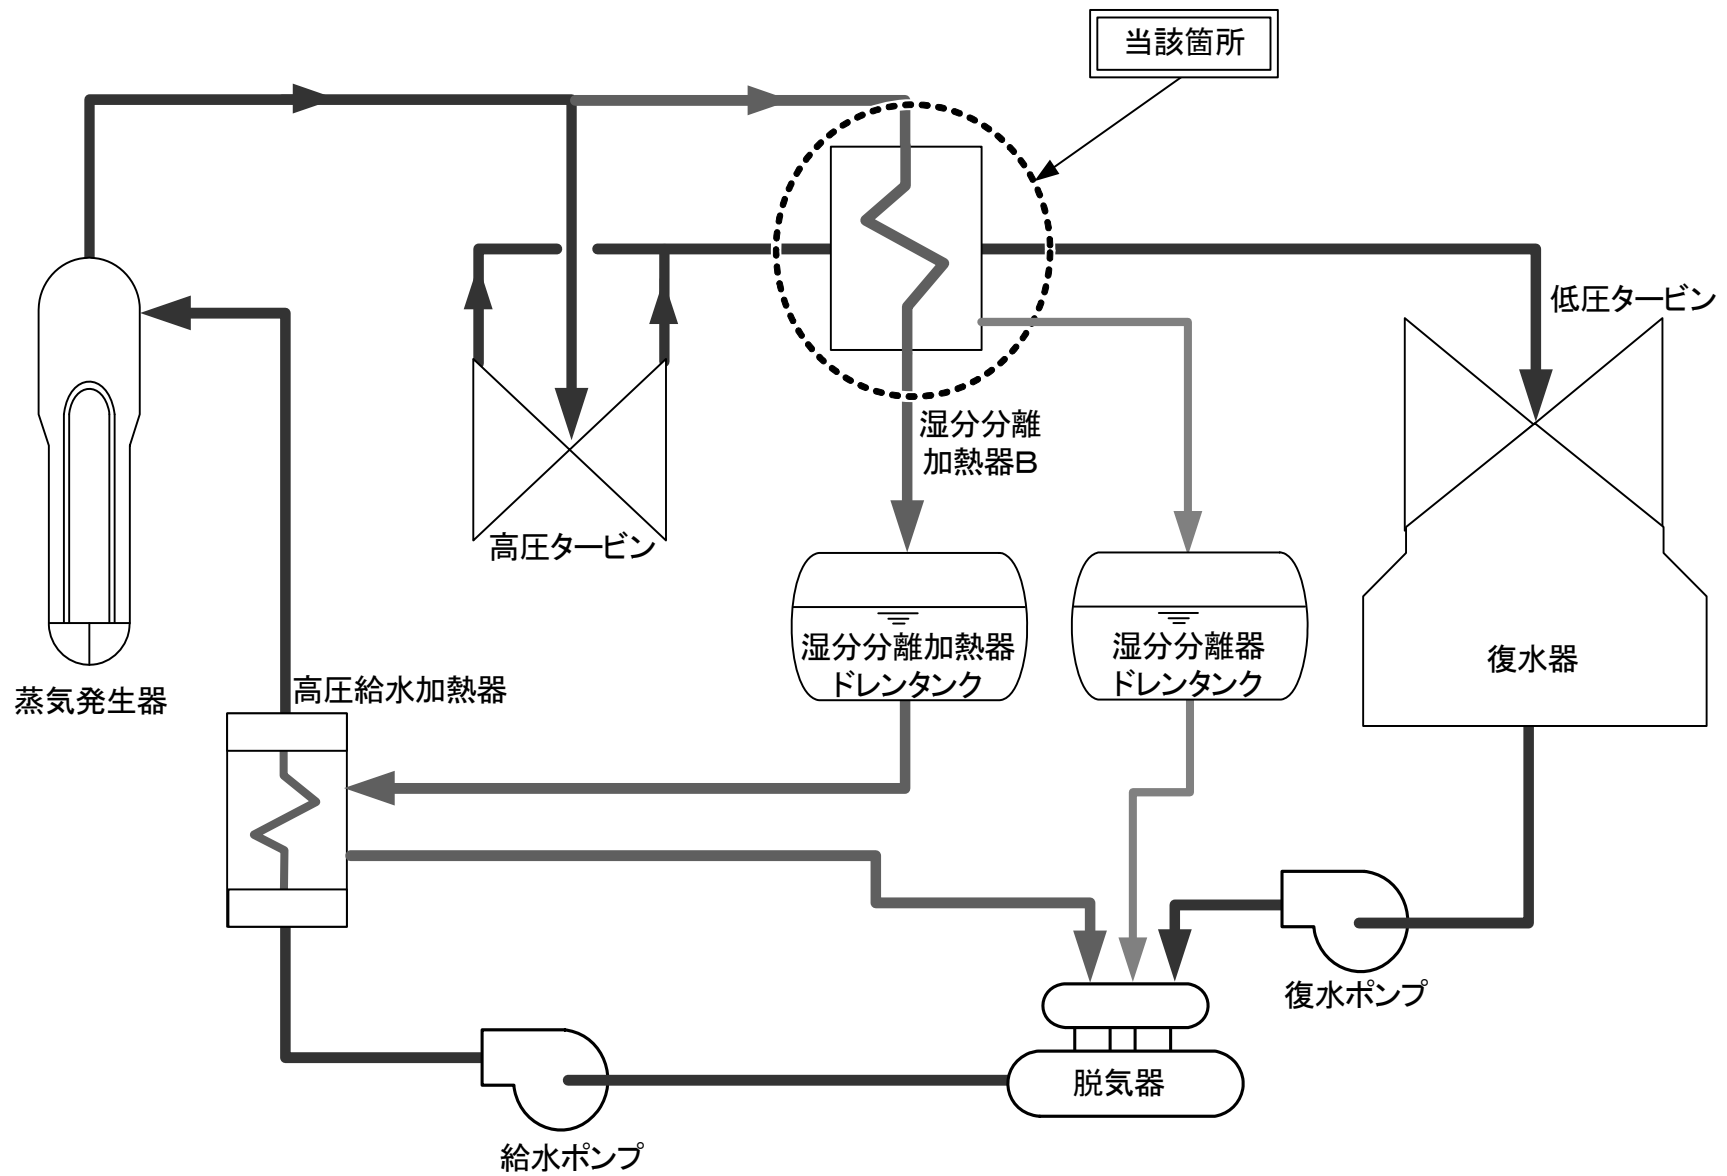 当該箇所
低圧タービン
湿分分離
加熱器B
高圧タービン
湿分分離加熱器
ドレンタンク
湿分分離器
ドレンタンク
復水器
蒸気発生器
高圧給水加熱器
復水ポンプ
脱気器
給水ポンプ